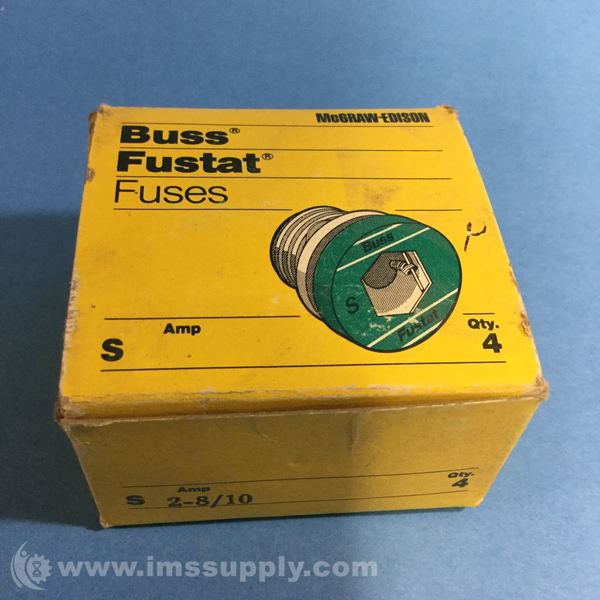 McGRAW-EDISON
Buss®
Fustat®
Fuses
Buss
S
Fustat
Amp
S
Qty.
4
Amp
S 2-8/10
Qty.
4
www.imssupply.com